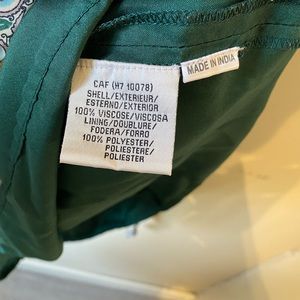 MADE IN INDIA
CAF (H7 10078)
SHELL/EXTERIEUR/
ESTERNO/EXTERIOR
100% VISCOSE/VISCOSA
LINING/DOUBLURE/
FODERA/FORRO
100% POLYESTER/
POLIESTERE/
POLIESTER